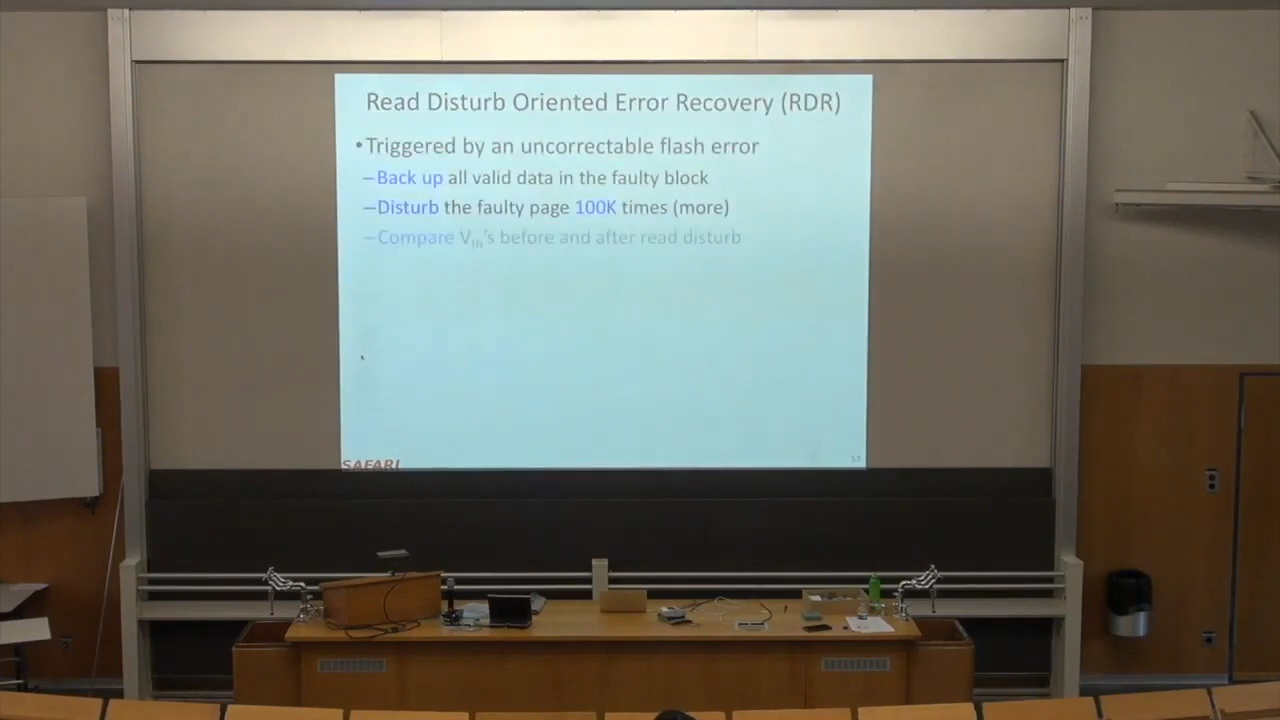 Read Disturb Oriented Error Recovery (RDR)
•Triggered by an uncorrectable flash error
–Back up all valid data in the faulty block
–Disturb the faulty page 100K times (more)
–Compare Vth's before and after read disturb
SAFARI
57